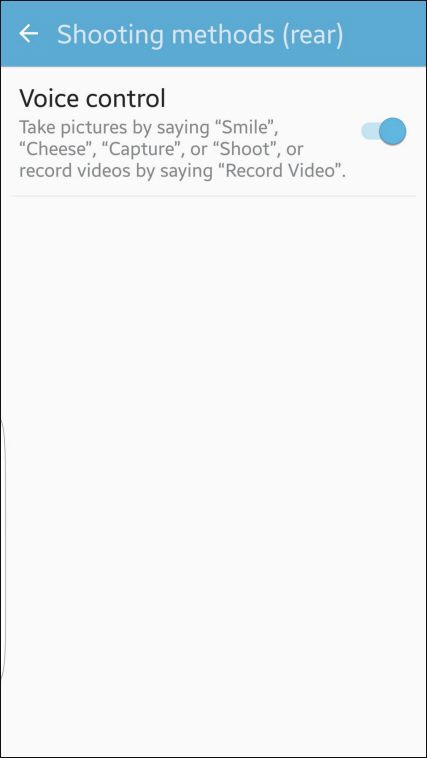 Shooting methods (rear)
Voice control
Take pictures by saying “Smile”,
“Cheese”, “Capture”, or “Shoot”, or
record videos by saying “Record Video”.